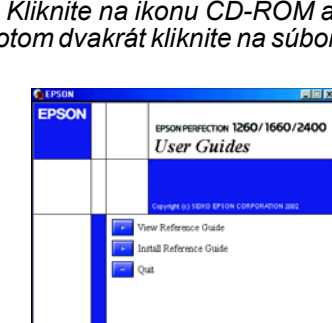 Kliknite na ikonu CD-ROM a
otom dvakrát kliknite na súbor
EPSON
EPSON
EPSON PERFECTION 1260/1660/2400
User Guides
Copyright (c) SEIKO EPSON CORPORATION 2002
View Reference Guide
Install Reference Guide
Quit